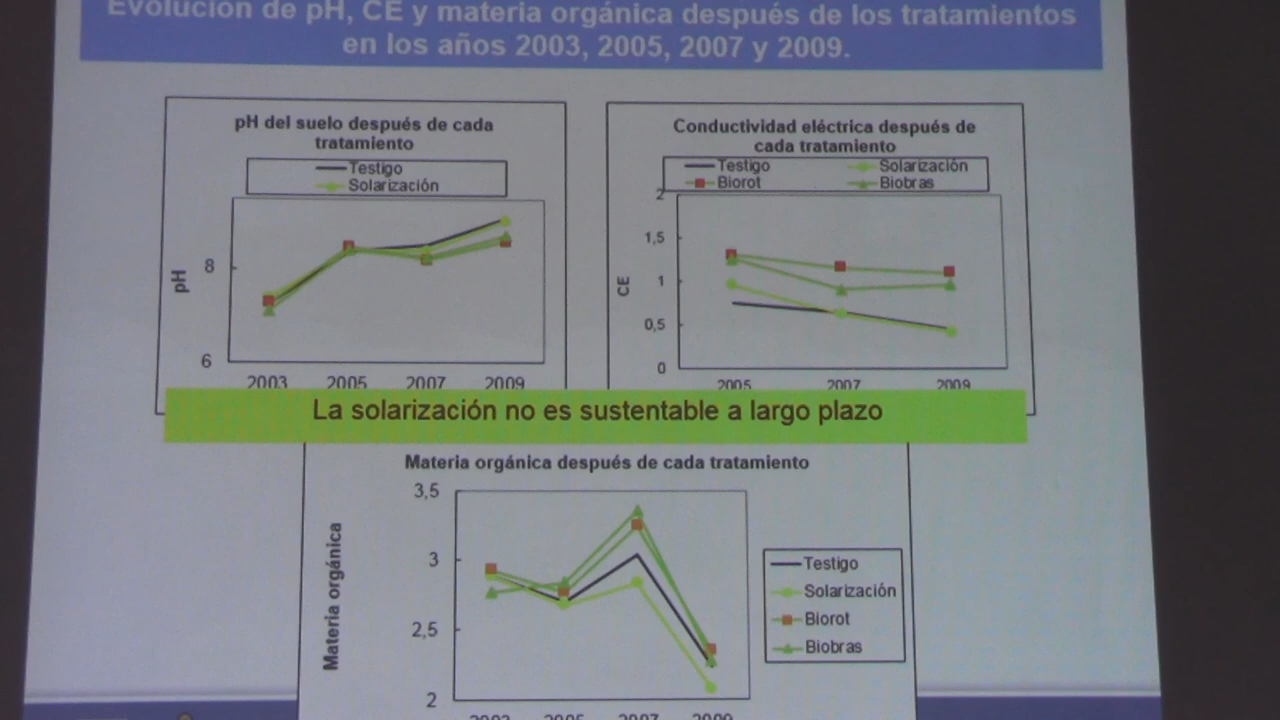 Evolución de pH, CE y materia orgánica después de los tratamientos
en los años 2003, 2005, 2007 y 2009.
pH del suelo después de cada
tratamiento
Testigo
Solarización
8
6
pH
2003 2005 2007 2009
Conductividad eléctrica después de
cada tratamiento
Testigo Solarización
Biorot Biobras
2
1,5
1
0,5
0
CE
2005 2007 2009
La solarización no es sustentable a largo plazo
Materia orgánica después de cada tratamiento
3,5
3
2,5
2
Materia orgánica
2003 2005 2007 2009
Testigo
Solarización
Biorot
Biobras